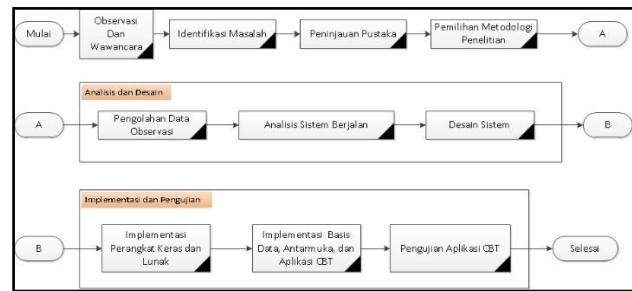 Mulai
Observasi
Dan
Wawancara
Identifikasi Masalah
Peninjauan Pustaka
Pemilihan Metodologi
Penelitian
A
Analisis dan Desain
A
Pengolahan Data
Observasi
Analisis Sistem Berjalan
Desain Sistem
B
Implementasi dan Pengujian
B
Implementasi
Perangkat Keras dan
Lunak
Implementasi Basis
Data, Antarmuka, dan
Aplikasi CBT
Pengujian Aplikasi CBT
Selesai